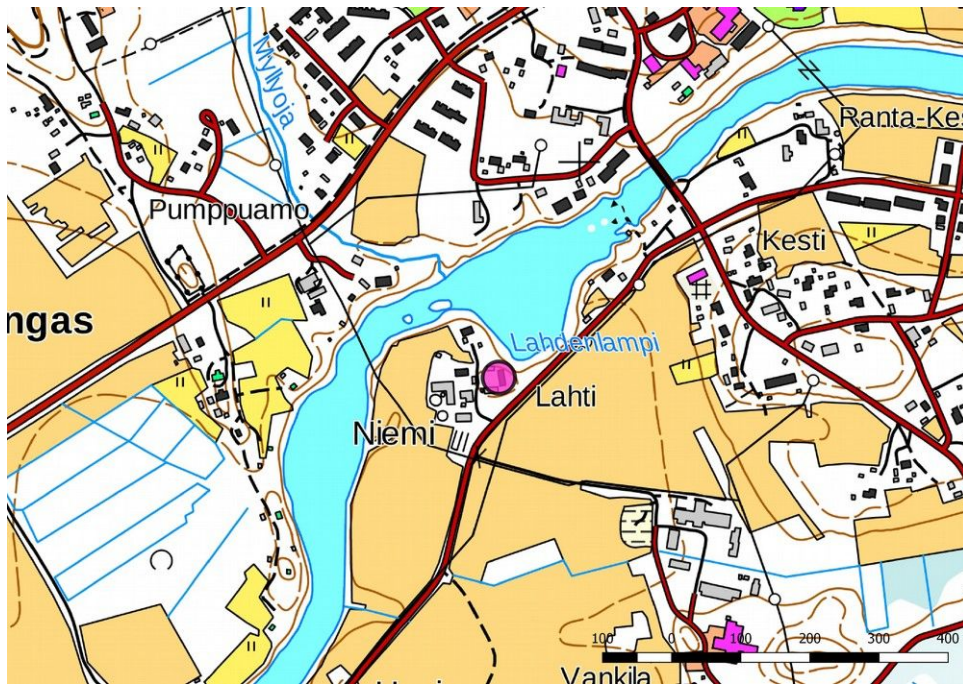 Myllyoja
Ranta-Kes
Pumppuamo
Kesti
ngas
Lahdenlampi
Lahti
Niemi
100 0 100 200 300 400
Vankila